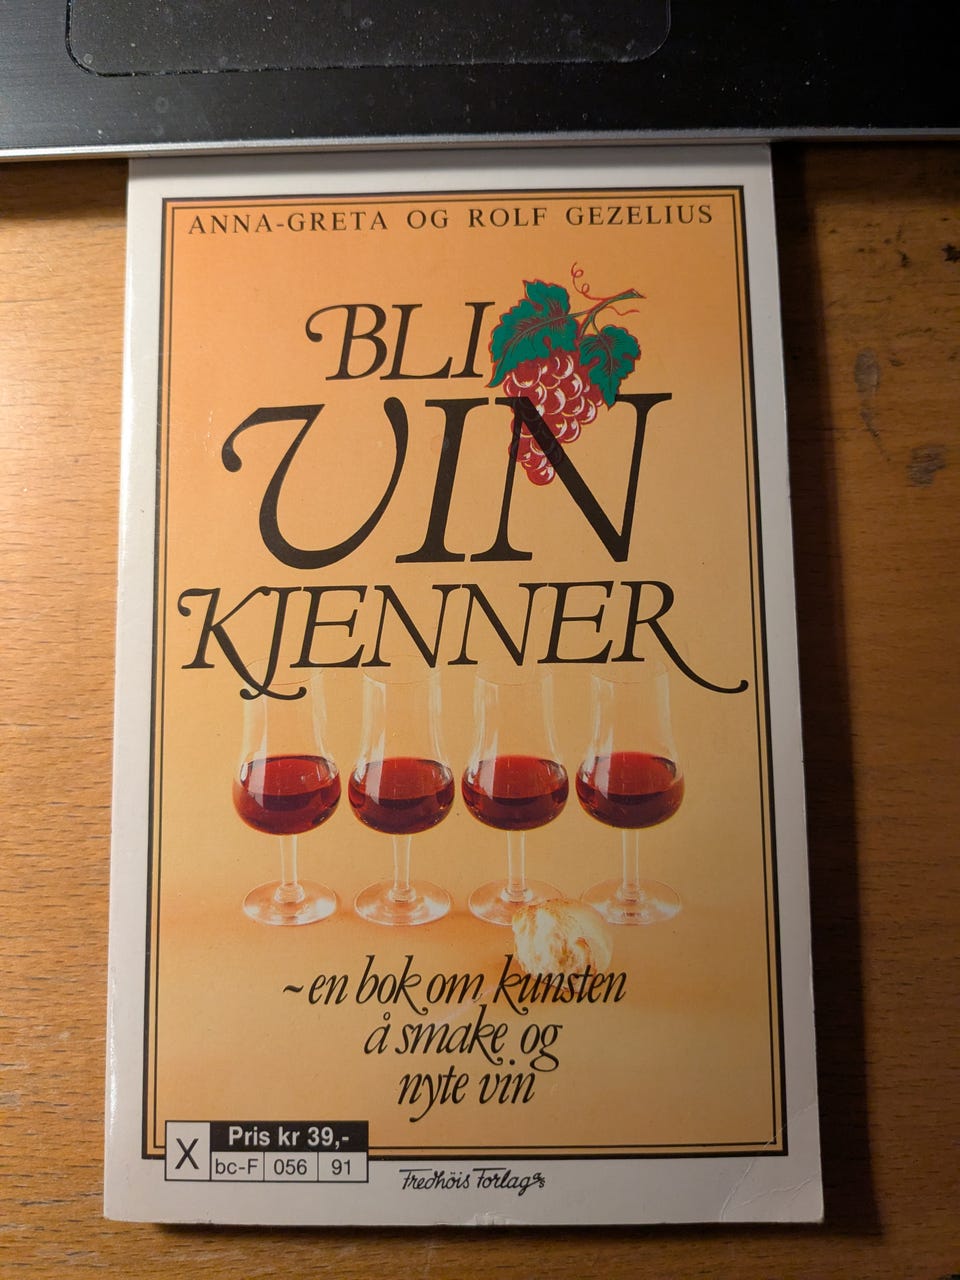 ANNA-GRETA OG ROLF GEZELIUS
BLI
VIN
KJENNER
~en bok om kunsten
å smake og
nyte vin
X
Pris kr 39,-
bc-F 056 91
Fredhöis Forlag A/S